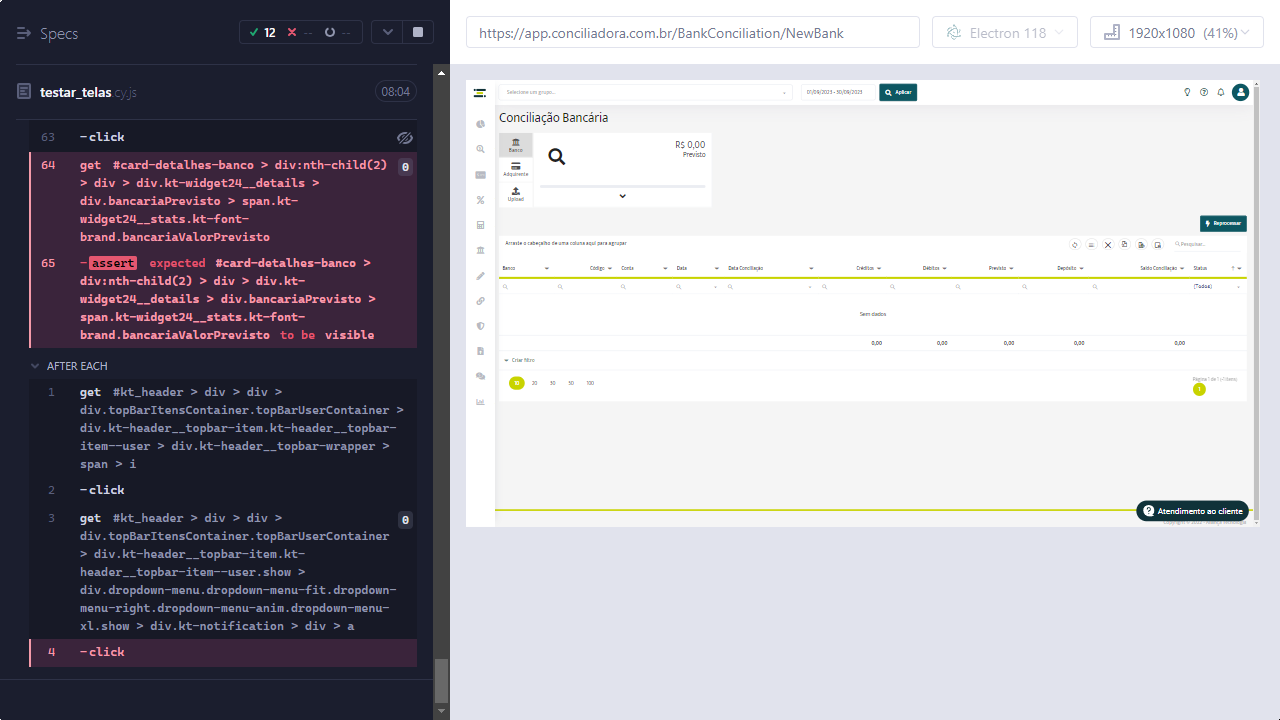 Specs
12
--
--
testar_telas.cy.js
08:04
63 -click
64 get #card-detalhes-banco > div:nth-child(2) 0
> div > div.kt-widget24__details >
div.bancariaPrevisto > span.kt-
widget24__stats.kt-font-
brand.bancariaValorPrevisto
65 -assert expected #card-detalhes-banco >
div:nth-child(2) > div > div.kt-
widget24__details > div.bancariaPrevisto >
span.kt-widget24__stats.kt-font-
brand.bancariaValorPrevisto to be visible
AFTER EACH
1 get #kt_header > div > div >
div.topBarItensContainer.topBarUserContainer >
div.kt-header__topbar-item.kt-header__topbar-
item--user > div.kt-header__topbar-wrapper >
span > i
2 -click
3 get #kt_header > div > div > 0
div.topBarItensContainer.topBarUserContainer
> div.kt-header__topbar-item.kt-
header__topbar-item--user.show >
div.dropdown-menu.dropdown-menu-fit.dropdown-
menu-right.dropdown-menu-anim.dropdown-menu-
xl.show > div.kt-notification > div > a
4 -click
https://app.conciliadora.com.br/BankConciliation/NewBank
Electron 118
1920x1080 (41%)
Selecione um grupo...
01/09/2023 - 30/09/2023
Aplicar
Conciliação Bancária
Banco
Adquirente
Upload
R$ 0,00
Previsto
Reprocessar
Arraste o cabeçalho de uma coluna aqui para agrupar
Pesquisar...
Banco Código Conta Data Data Conciliação Créditos Débitos Previsto Depósito Saldo Conciliação Status
(Todos)
Sem dados
0,00 0,00 0,00 0,00 0,00
Criar filtro
10 20 30 50 100
Página 1 de 1
1
Atendimento ao cliente